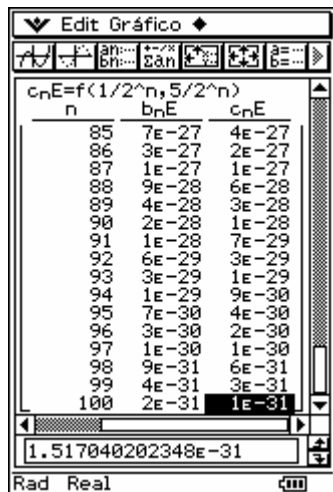 Edit Gráfico ◆
cnE=f(1/2^n,5/2^n)
n bnE cnE
85 7E-27 4E-27
86 3E-27 2E-27
87 1E-27 1E-27
88 9E-28 6E-28
89 4E-28 3E-28
90 2E-28 1E-28
91 1E-28 7E-29
92 6E-29 3E-29
93 3E-29 1E-29
94 1E-29 9E-30
95 7E-30 4E-30
96 3E-30 2E-30
97 1E-30 1E-30
98 9E-31 6E-31
99 4E-31 3E-31
100 2E-31 1E-31
1.517040202348E-31
Rad Real